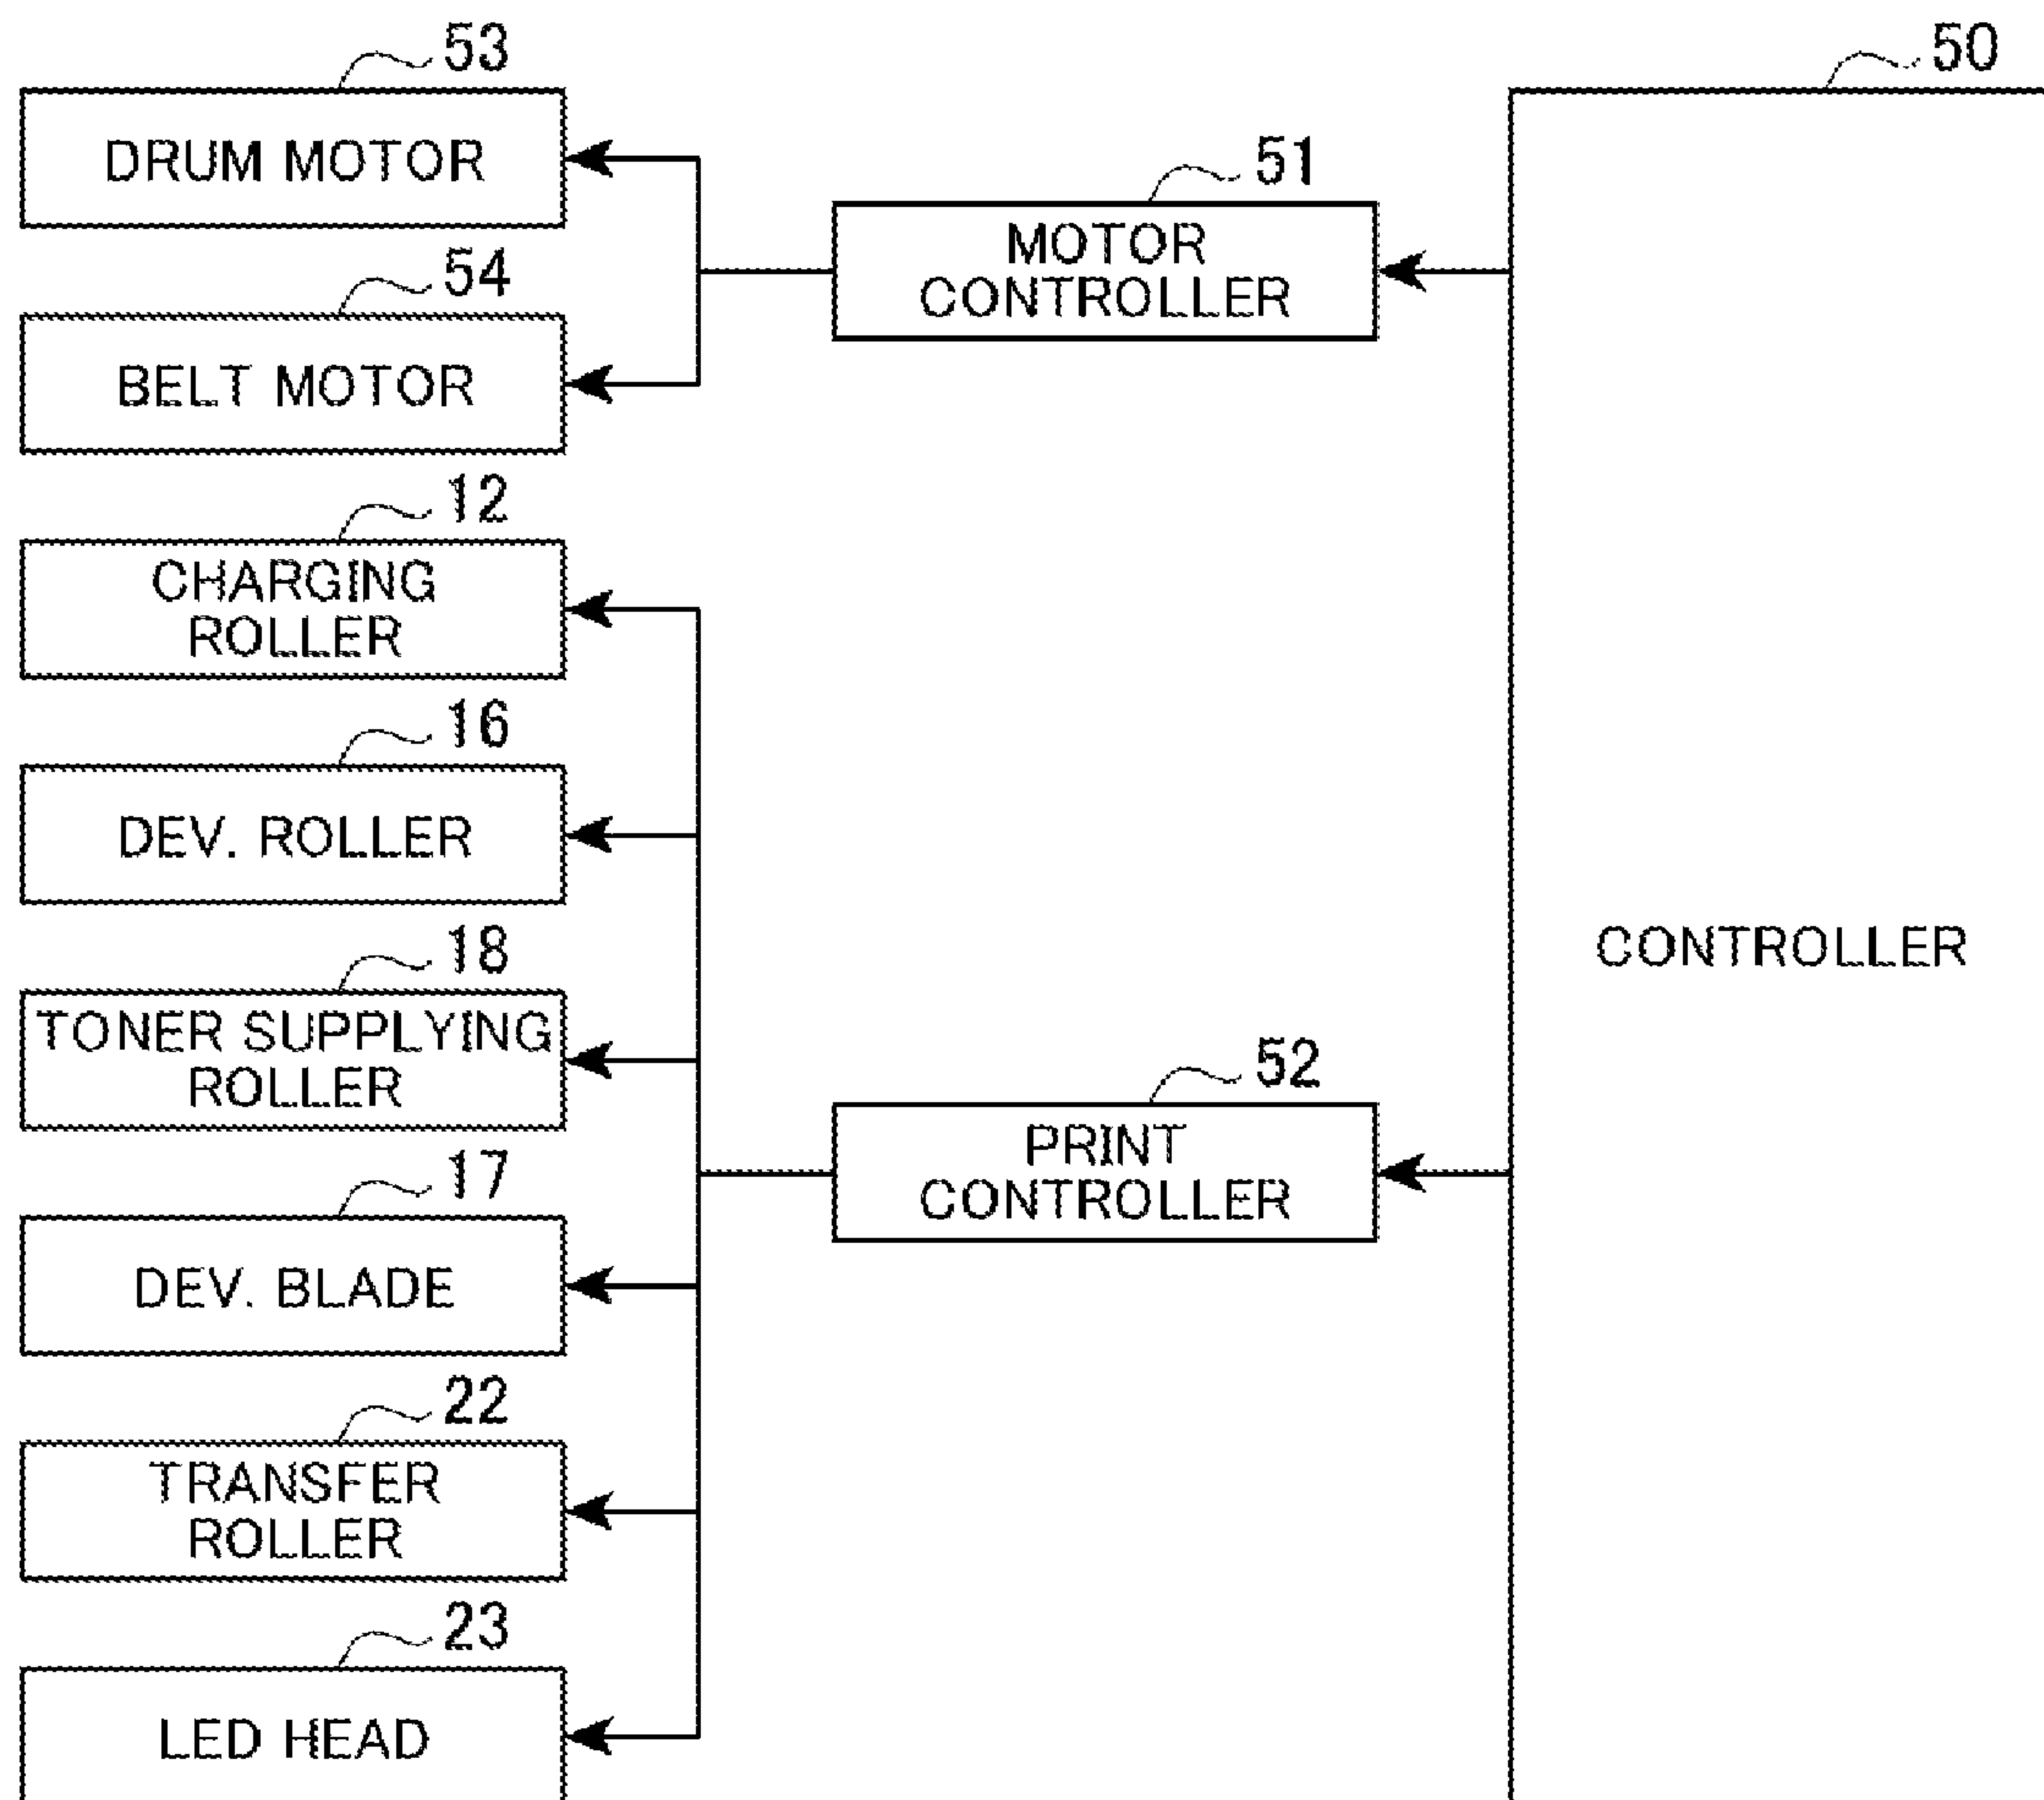 53
50
DRUM MOTOR
51
MOTOR
CONTROLLER
54
BELT MOTOR
12
CHARGING
ROLLER
16
DEV. ROLLER
CONTROLLER
18
TONER SUPPLYING
ROLLER
52
PRINT
CONTROLLER
17
DEV. BLADE
22
TRANSFER
ROLLER
23
LED HEAD